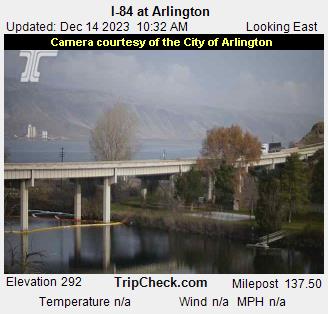 I-84 at Arlington
Updated: Dec 14 2023 10:32 AM Looking East
Camera courtesy of the City of Arlington
Elevation 292 TripCheck.com Milepost 137.50
Temperature n/a Wind n/a MPH n/a